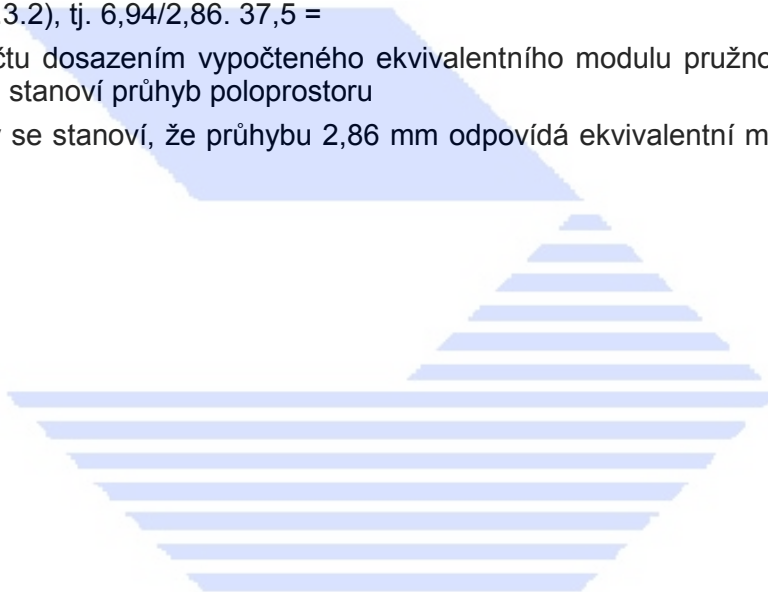 3.2), tj. 6,94/2,86. 37,5 =
čtu dosazením vypočteného ekvivalentního modulu pružno
stanoví průhyb poloprostoru
se stanoví, že průhybu 2,86 mm odpovídá ekvivalentní m